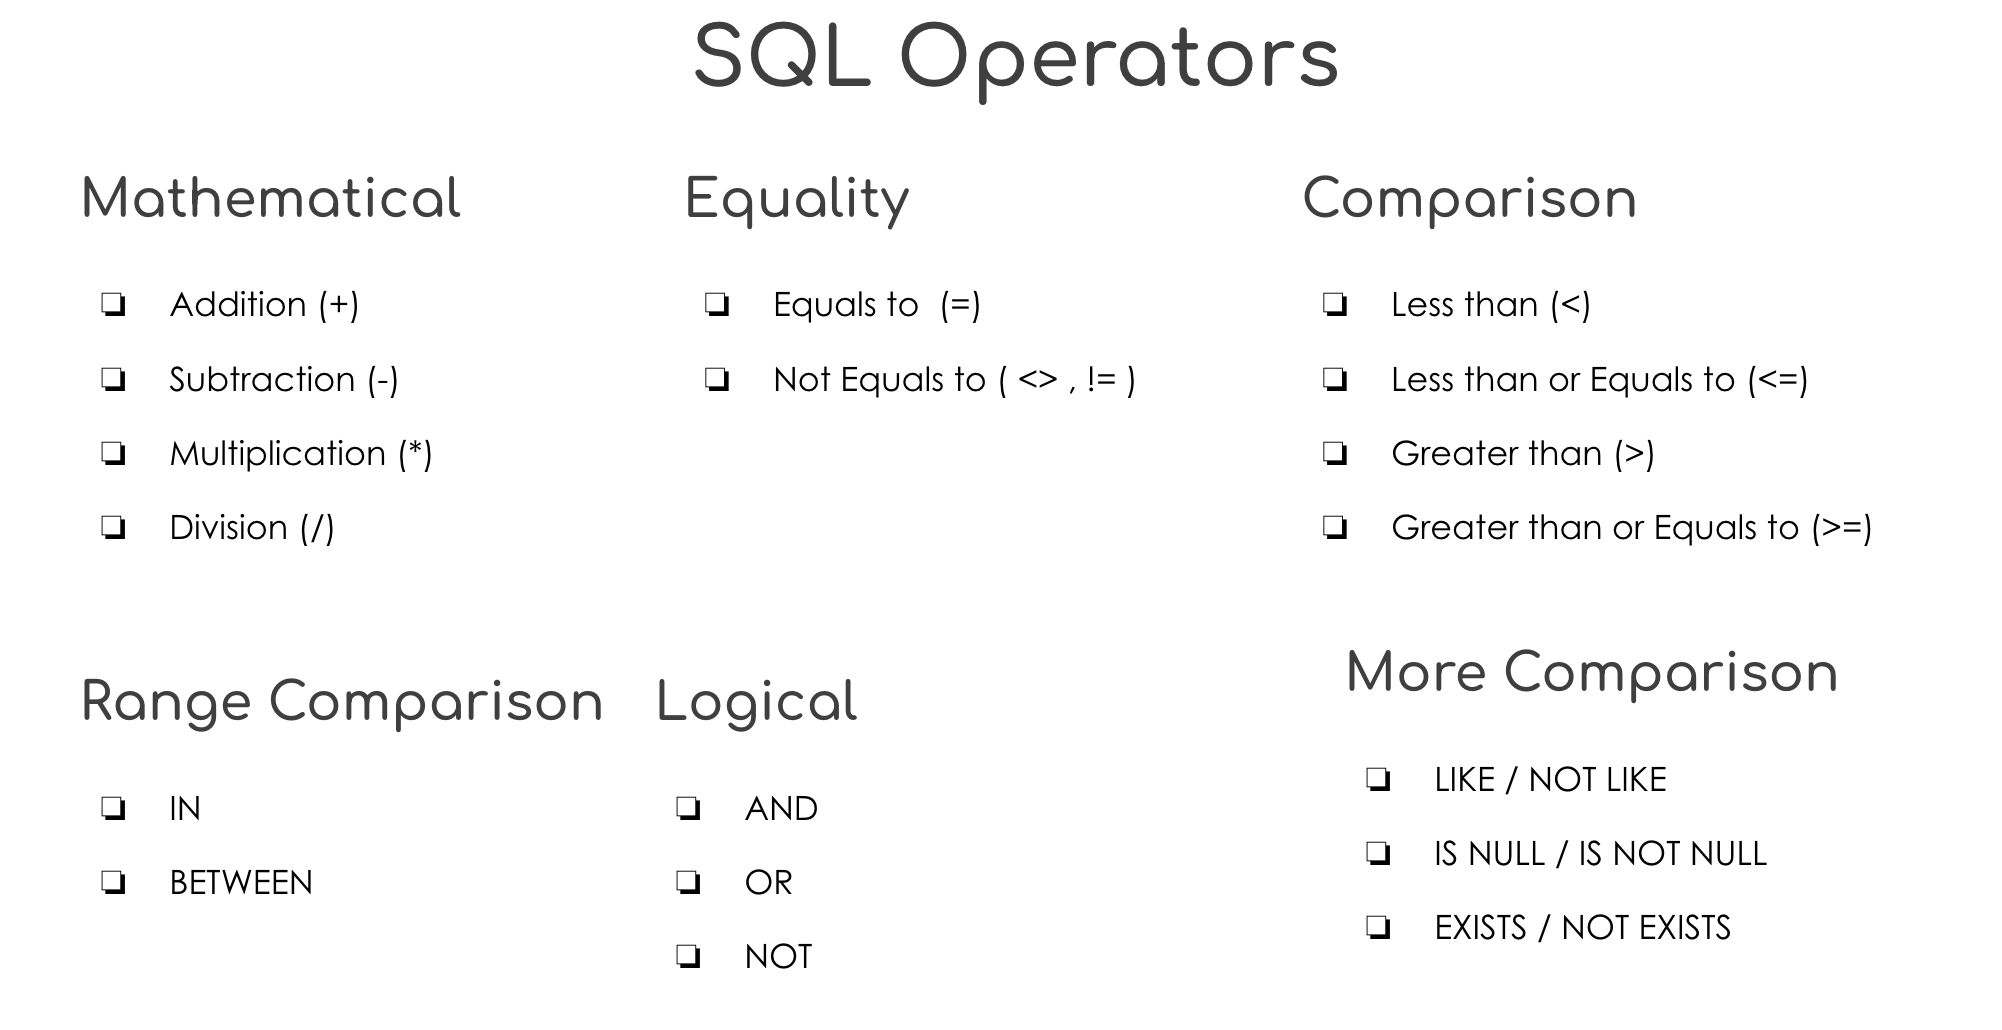 SQL Operators
Mathematical
❏ Addition (+)
❏ Subtraction (-)
❏ Multiplication (*)
❏ Division (/)
Equality
❏ Equals to  (=)
❏ Not Equals to ( <> , != )
Comparison
❏ Less than (<)
❏ Less than or Equals to (<=)
❏ Greater than (>)
❏ Greater than or Equals to (>=)
Range Comparison
❏ IN
❏ BETWEEN
Logical
❏ AND
❏ OR
❏ NOT
More Comparison
❏ LIKE / NOT LIKE
❏ IS NULL / IS NOT NULL
❏ EXISTS / NOT EXISTS